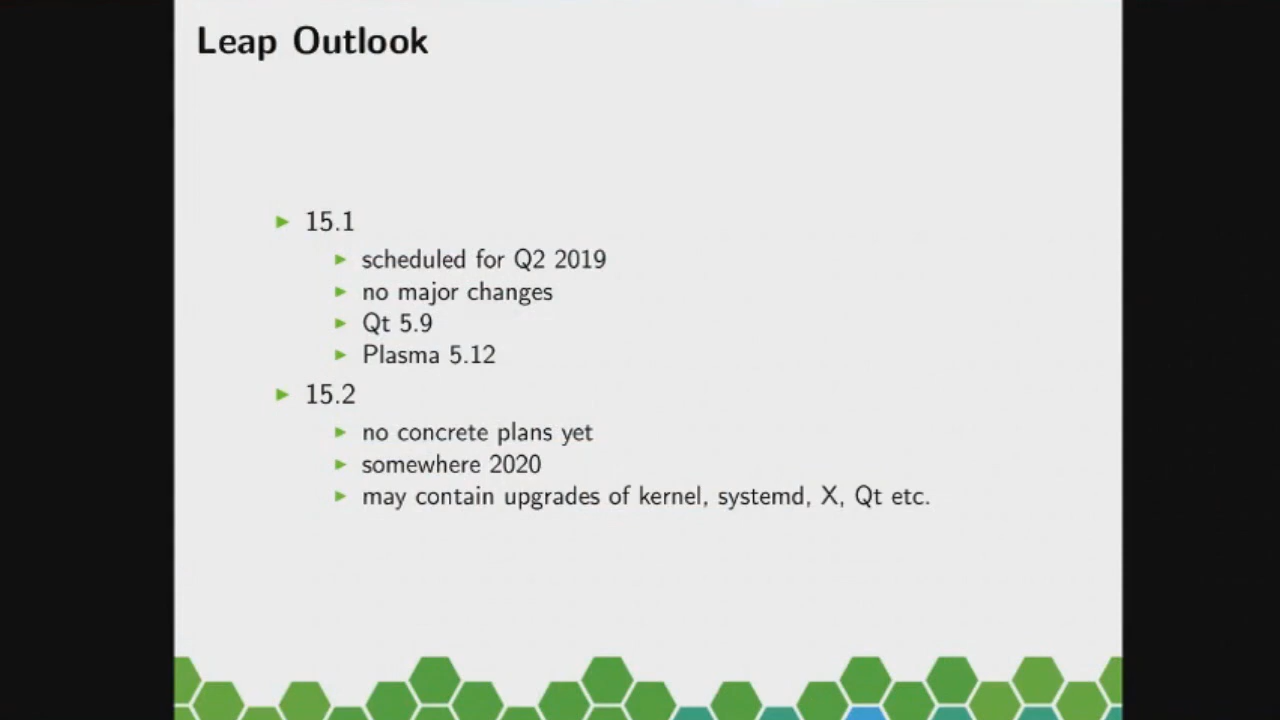 Leap Outlook
15.1
scheduled for Q2 2019
no major changes
Qt 5.9
Plasma 5.12
15.2
no concrete plans yet
somewhere 2020
may contain upgrades of kernel, systemd, X, Qt etc.